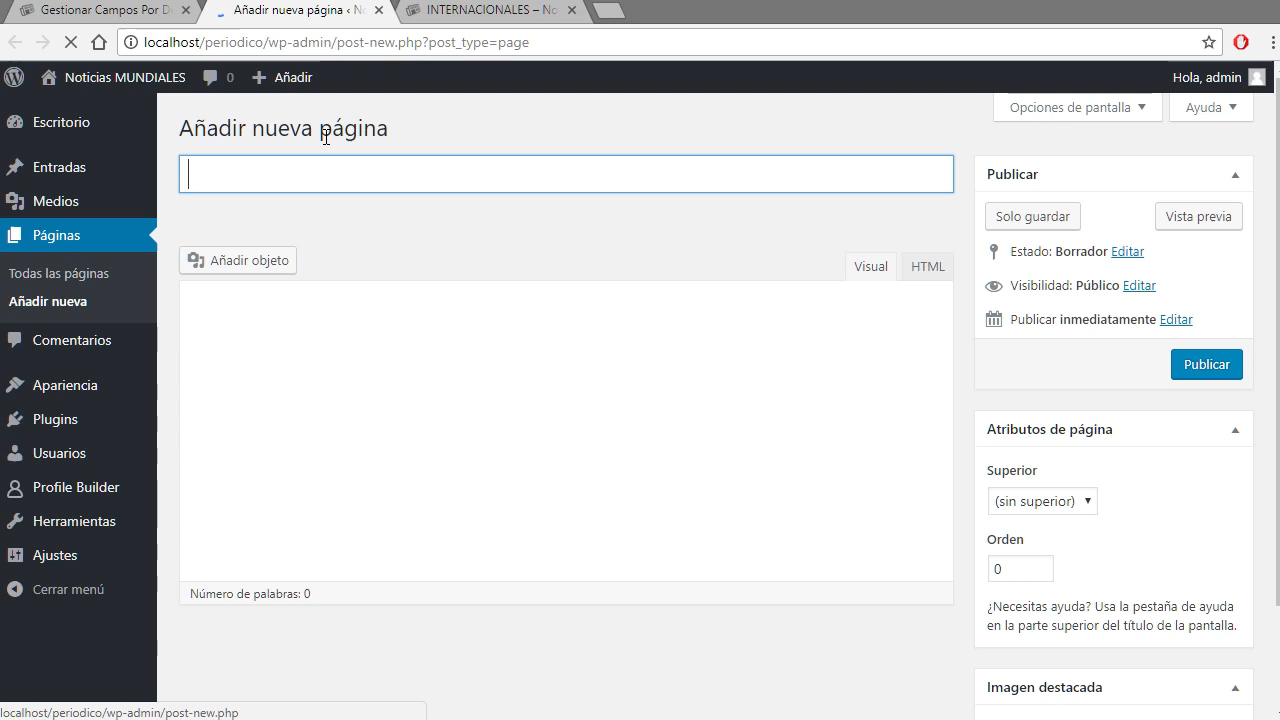 Gestionar Campos Por D
Añadir nueva página ‹ No
INTERNACIONALES – No
localhost/periodico/wp-admin/post-new.php?post_type=page
Noticias MUNDIALES
0
Añadir
Hola, admin
Opciones de pantalla
Ayuda
Escritorio
Entradas
Medios
Páginas
Todas las páginas
Añadir nueva
Comentarios
Apariencia
Plugins
Usuarios
Profile Builder
Herramientas
Ajustes
Cerrar menú
Añadir nueva página
Añadir objeto
Visual
HTML
Número de palabras: 0
Publicar
Solo guardar
Vista previa
Estado: Borrador Editar
Visibilidad: Público Editar
Publicar inmediatamente Editar
Publicar
Atributos de página
Superior
(sin superior)
Orden
0
¿Necesitas ayuda? Usa la pestaña de ayuda
en la parte superior del título de la pantalla.
Imagen destacada
localhost/periodico/wp-admin/post-new.php